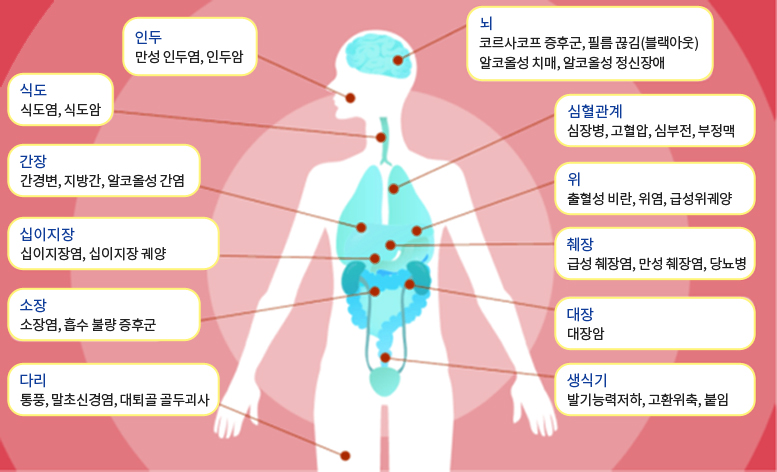 인두
만성 인두염, 인두암
식도
식도염, 식도암
간장
간경변, 지방간, 알코올성 간염
십이지장
십이지장염, 십이지장 궤양
소장
소장염, 흡수 불량 증후군
다리
통풍, 말초신경염, 대퇴골 골두괴사
뇌
코르사코프 증후군, 필름 끊김(블랙아웃)
알코올성 치매, 알코올성 정신장애
심혈관계
심장병, 고혈압, 심부전, 부정맥
위
출혈성 비란, 위염, 급성위궤양
췌장
급성 췌장염, 만성 췌장염, 당뇨병
대장
대장암
생식기
발기능력저하, 고환위축, 불임